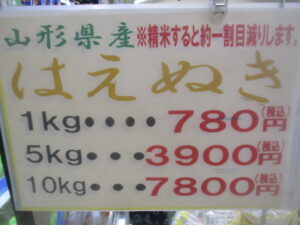 山形県産※精米すると約一割目減りします。
はえぬき
1kg・・・・780円(税込)
5kg・・・3900円(税込)
10kg・・・7800円(税込)